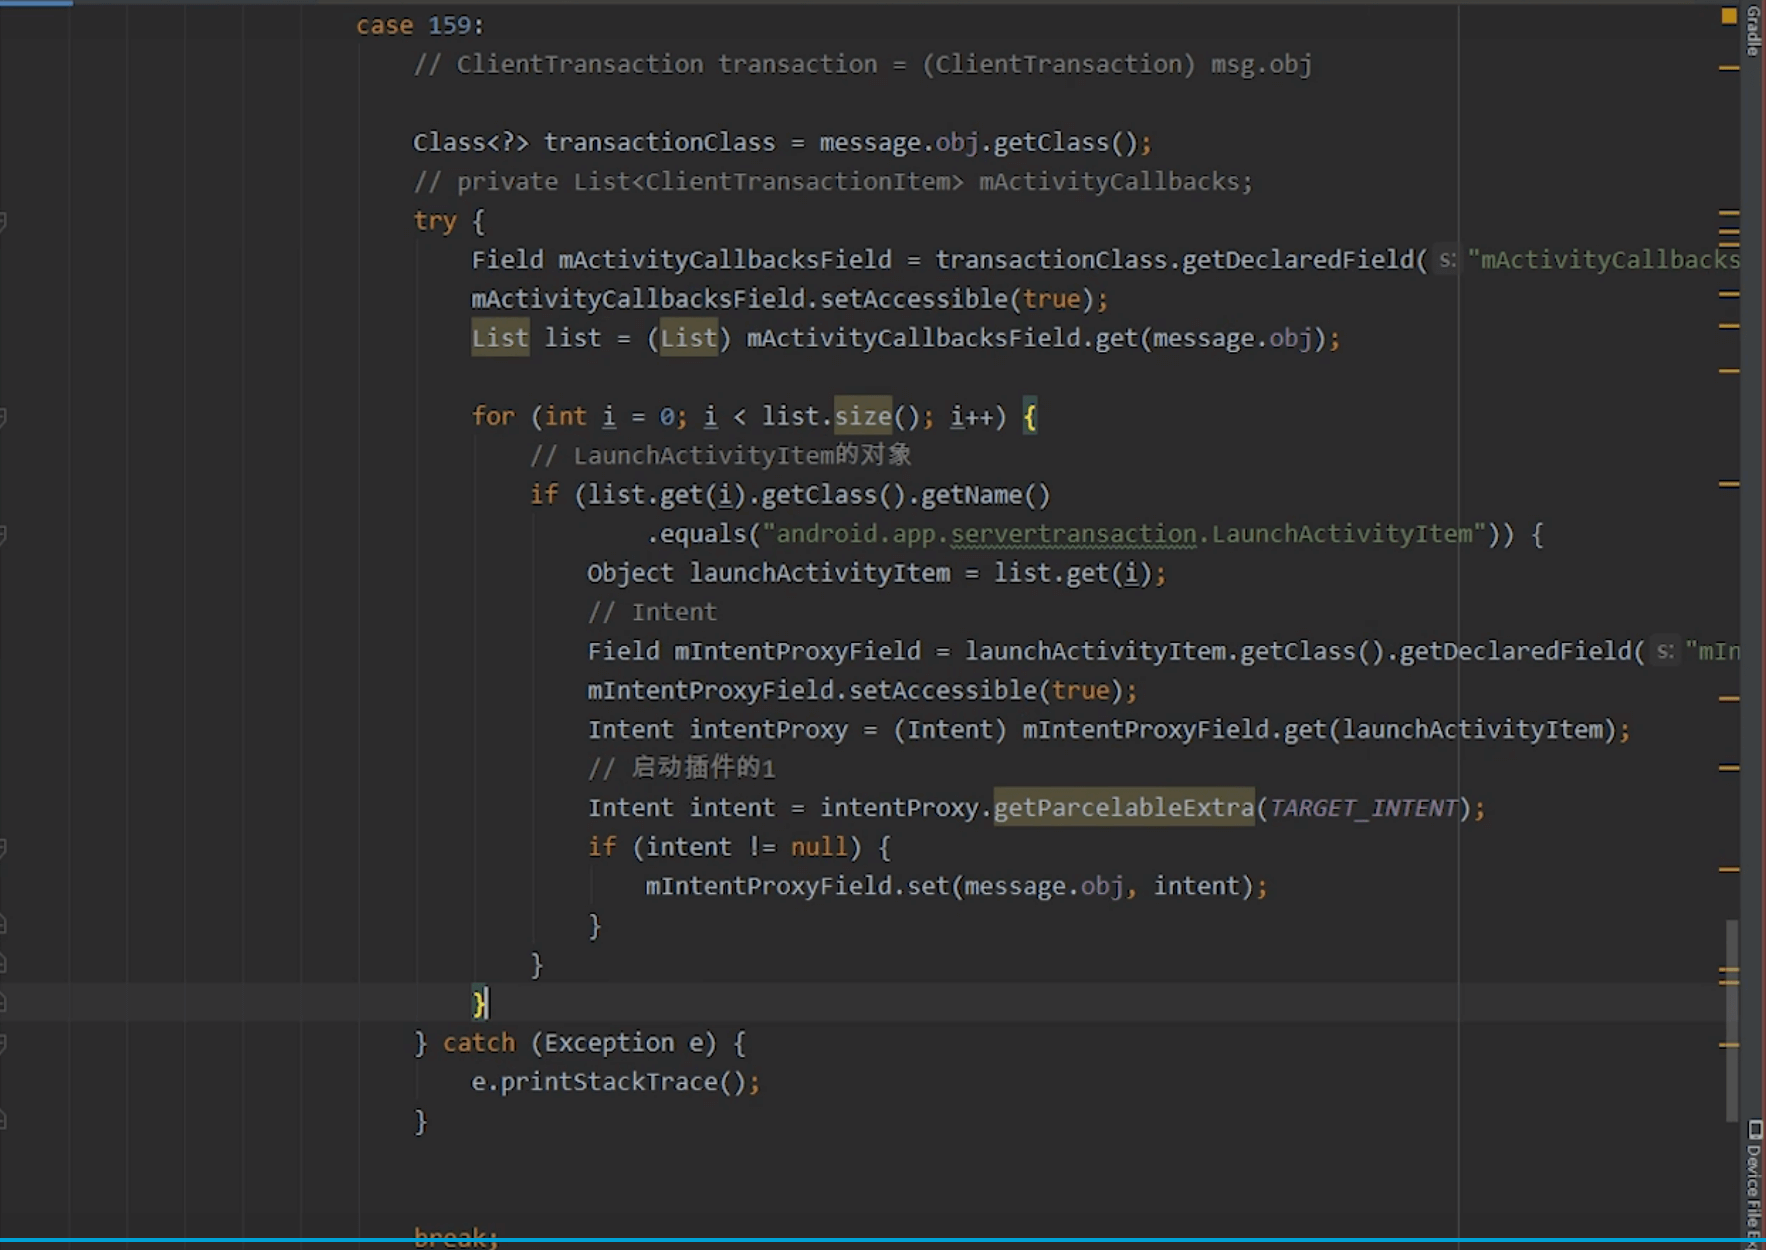 case 159:
// ClientTransaction transaction = (ClientTransaction) msg.obj
Class<?> transactionClass = message.obj.getClass();
// private List<ClientTransactionItem> mActivityCallbacks;
try {
Field mActivityCallbacksField = transactionClass.getDeclaredField( s: "mActivityCallbacks
mActivityCallbacksField.setAccessible(true);
List list = (List) mActivityCallbacksField.get(message.obj);
for (int i = 0; i < list.size(); i++) {
// LaunchActivityItem的对象
if (list.get(i).getClass().getName()
.equals("android.app.servertransaction.LaunchActivityItem")) {
Object launchActivityItem = list.get(i);
// Intent
Field mIntentProxyField = launchActivityItem.getClass().getDeclaredField( s: "mIn
mIntentProxyField.setAccessible(true);
Intent intentProxy = (Intent) mIntentProxyField.get(launchActivityItem);
// 启动插件的1
Intent intent = intentProxy.getParcelableExtra(TARGET_INTENT);
if (intent != null) {
mIntentProxyField.set(message.obj, intent);
}
}
}
} catch (Exception e) {
e.printStackTrace();
}
break;
Gradle
Device File Ex